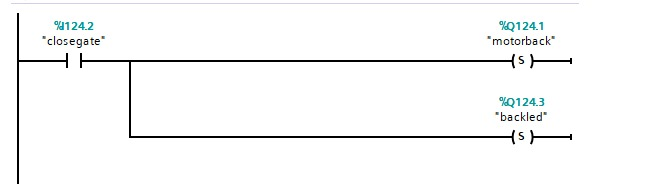 %I124.2
"closegate"
%Q124.1
"motorback"
S
%Q124.3
"backled"
S